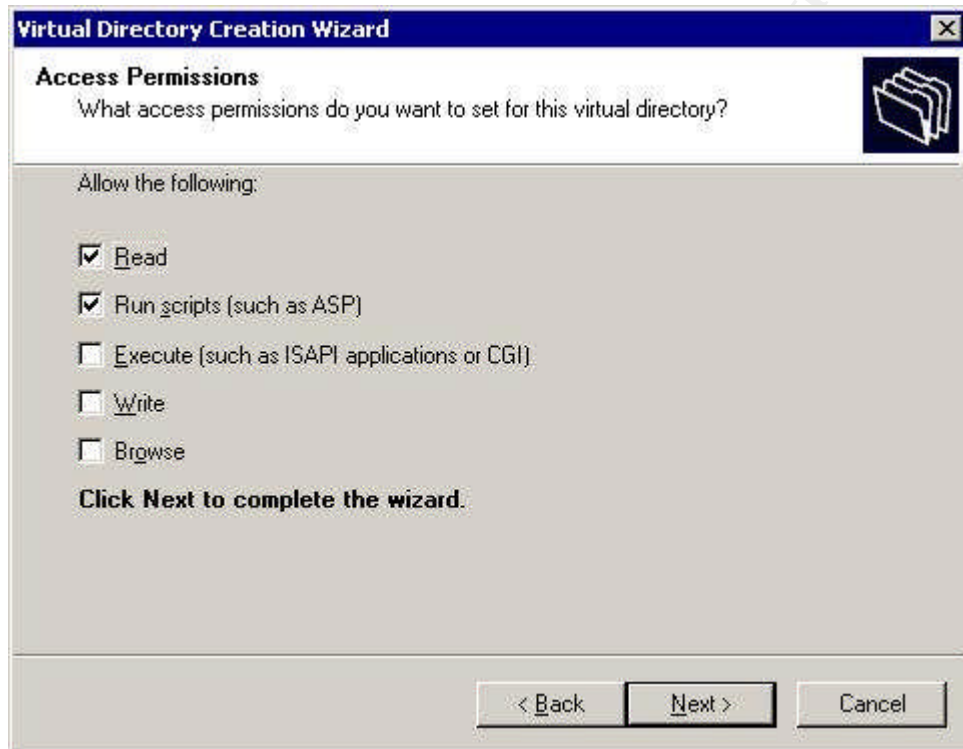 Virtual Directory Creation Wizard
Access Permissions
What access permissions do you want to set for this virtual directory?
Allow the following:
Read
Run scripts (such as ASP)
Execute (such as ISAPI applications or CGI)
Write
Browse
Click Next to complete the wizard.
< Back Next > Cancel